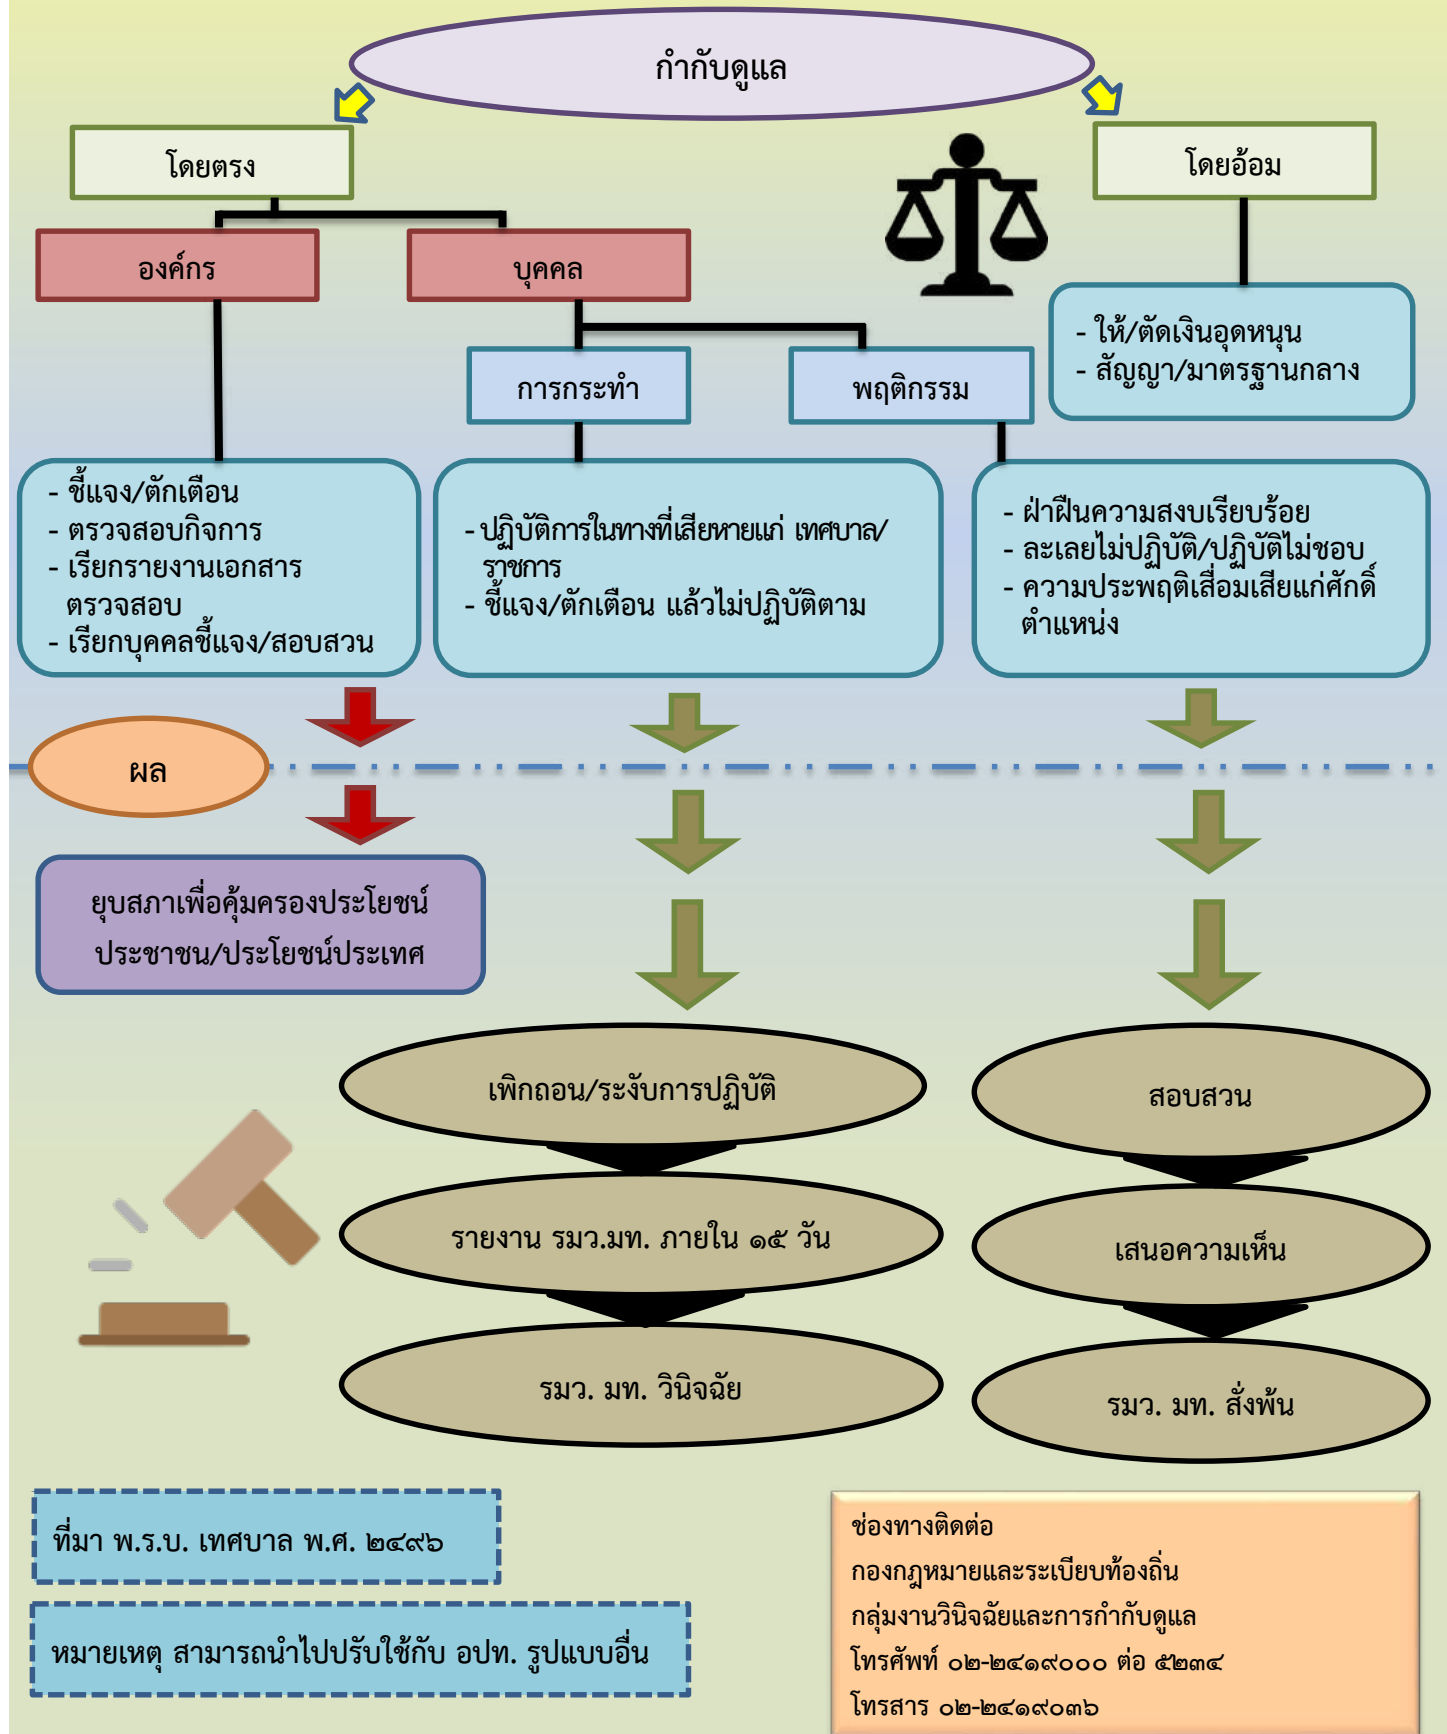 กำกับดูแล
โดยตรง
โดยอ้อม
องค์กร
บุคคล
- ให้/ตัดเงินอุดหนุน
- สัญญา/มาตรฐานกลาง
การกระทำ
พฤติกรรม
- ชี้แจง/ตักเตือน
- ตรวจสอบกิจการ
- เรียกรายงานเอกสาร
ตรวจสอบ
- เรียกบุคคลชี้แจง/สอบสวน
- ปฏิบัติการในทางที่เสียหายแก่ เทศบาล/
ราชการ
- ชี้แจง/ตักเตือน แล้วไม่ปฏิบัติตาม
- ฝ่าฝืนความสงบเรียบร้อย
- ละเลยไม่ปฏิบัติ/ปฏิบัติไม่ชอบ
- ความประพฤติเสื่อมเสียแก่ศักดิ์
ตำแหน่ง
ผล
ยุบสภาเพื่อคุ้มครองประโยชน์
ประชาชน/ประโยชน์ประเทศ
เพิกถอน/ระงับการปฏิบัติ
รายงาน รมว.มท. ภายใน ๑๕ วัน
รมว. มท. วินิจฉัย
สอบสวน
เสนอความเห็น
รมว. มท. สั่งพ้น
ที่มา พ.ร.บ. เทศบาล พ.ศ. ๒๔๙๖
หมายเหตุ สามารถนำไปปรับใช้กับ อปท. รูปแบบอื่น
ช่องทางติดต่อ
กองกฎหมายและระเบียบท้องถิ่น
กลุ่มงานวินิจฉัยและการกำกับดูแล
โทรศัพท์ ๐๒-๒๔๑๙๐๐๐ ต่อ ๕๒๓๔
โทรสาร ๐๒-๒๔๑๙๐๓๖